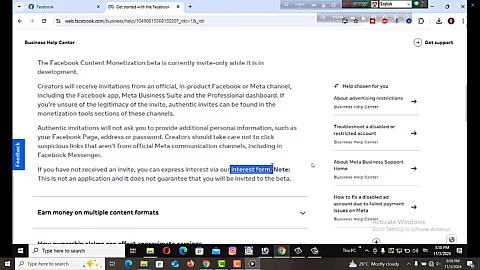 Facebook
Get started with the Facebook
English
web.facebook.com/business/help/1049081536813520?_rdc=1&_rdr
Business Help Center
Get support
The Facebook Content Monetization beta is currently invite-only while it is in
development.
Creators will receive invitations from an official, in-product Facebook or Meta channel,
including the Facebook app, Meta Business Suite and the Professional dashboard. If
you're unsure of the legitimacy of the invite, authentic invites can be found in the
monetization tools sections of these channels.
Authentic invitations will not ask you to provide additional personal information, such as
your Facebook Page, address or password. Creators should take care not to click
suspicious links that aren't from official Meta communication channels, including in
Facebook Messenger.
If you have not received an invite, you can express interest via our interest form. Note:
This is not an application and it does not guarantee that you will be invited to the beta.
Earn money on multiple content formats
Help chosen for you
About advertising restrictions
Business Help Center
Troubleshoot a disabled or
restricted account
Business Help Center
About Meta Business Support
Home
Business Help Center
How to fix a disabled ad
account due to failed payment
issues on Meta
Business Help Center
Feedback
Activate Windows
Go to Settings to activate Windows.
Type here to search
This PC
Type here to search
26°C Mostly cloudy
11/3/2024